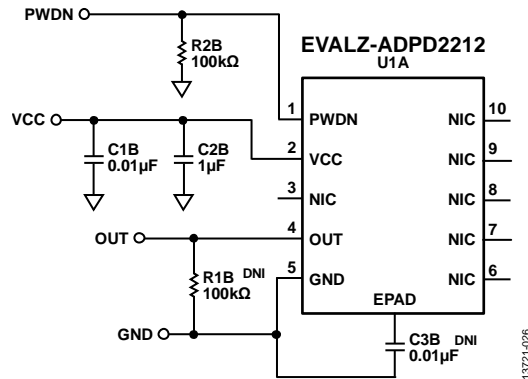 PWDN
R2B
100kΩ
EVALZ-ADPD2212
U1A
1 PWDN NIC 10
VCC
C1B
0.01µF
C2B
1µF
2 VCC NIC 9
3 NIC NIC 8
OUT
4 OUT NIC 7
R1B DNI
100kΩ
5 GND NIC 6
EPAD
GND
C3B DNI
0.01µF
13721-026